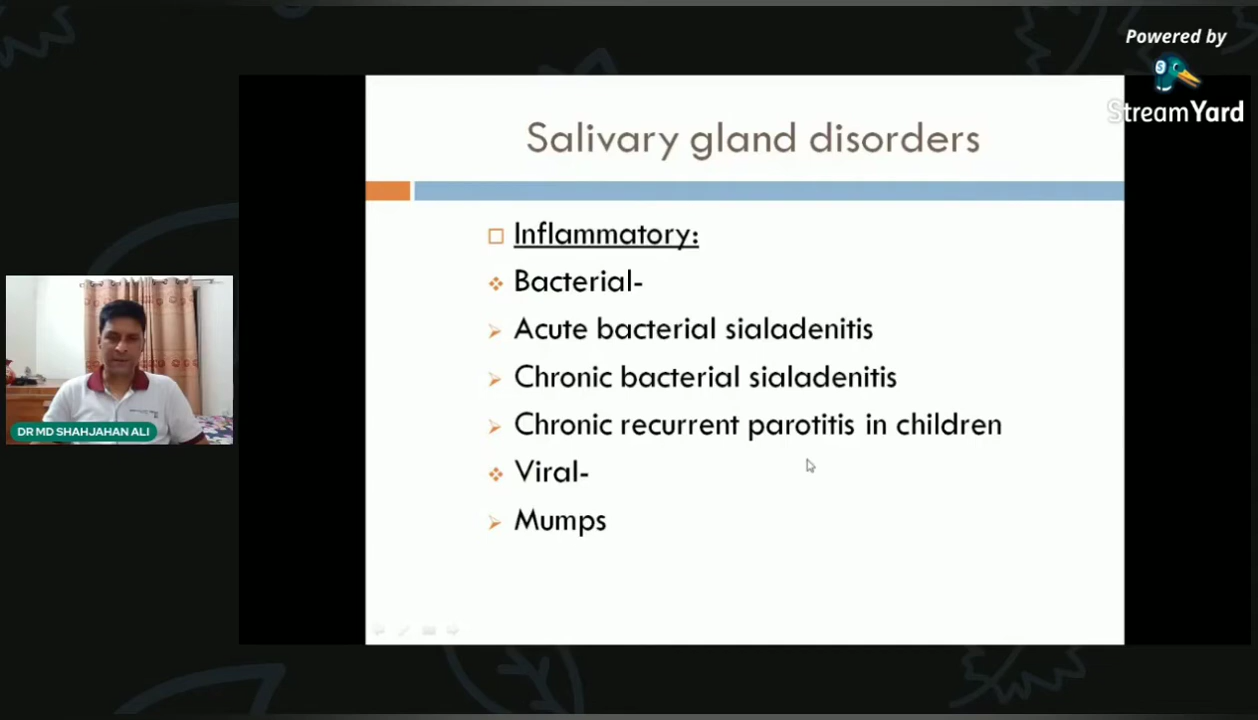 Powered by
StreamYard
Salivary gland disorders
Inflammatory:
Bacterial-
Acute bacterial sialadenitis
Chronic bacterial sialadenitis
Chronic recurrent parotitis in children
Viral-
Mumps
DR MD SHAHJAHAN ALI